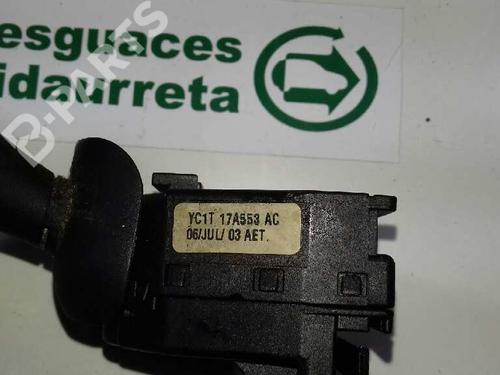 esguaces
idaurreta
B-PARTS
YC1T 17A553 AC
06/JUL/ 03 AET.